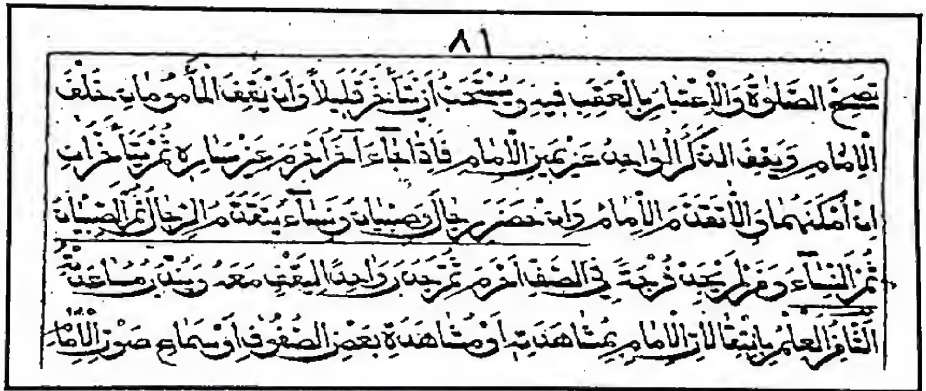 ٨١
تصح الصلوة والاعتبار بالعقب فيه ويستحب ان يتأخر قليلا وان يقف المأمومان خلف
الامام ويقف الذكر الواحد عن يمين الامام فاذا جاء آخر احرم عن يساره ثم يتأخران
ان امكنهما والا تقدم الامام وان حضر رجال وصبيان ونساء يتقدم الرجال ثم الصبيان
ثم النساء ومن لم يجد فرجة في الصف احرم ثم جذب واحدا ليقف معه وندب مساعدته
الثاني العلم بانتقالات الامام بمشاهدته او مشاهدة بعض الصفوف او سماع صوت الامام